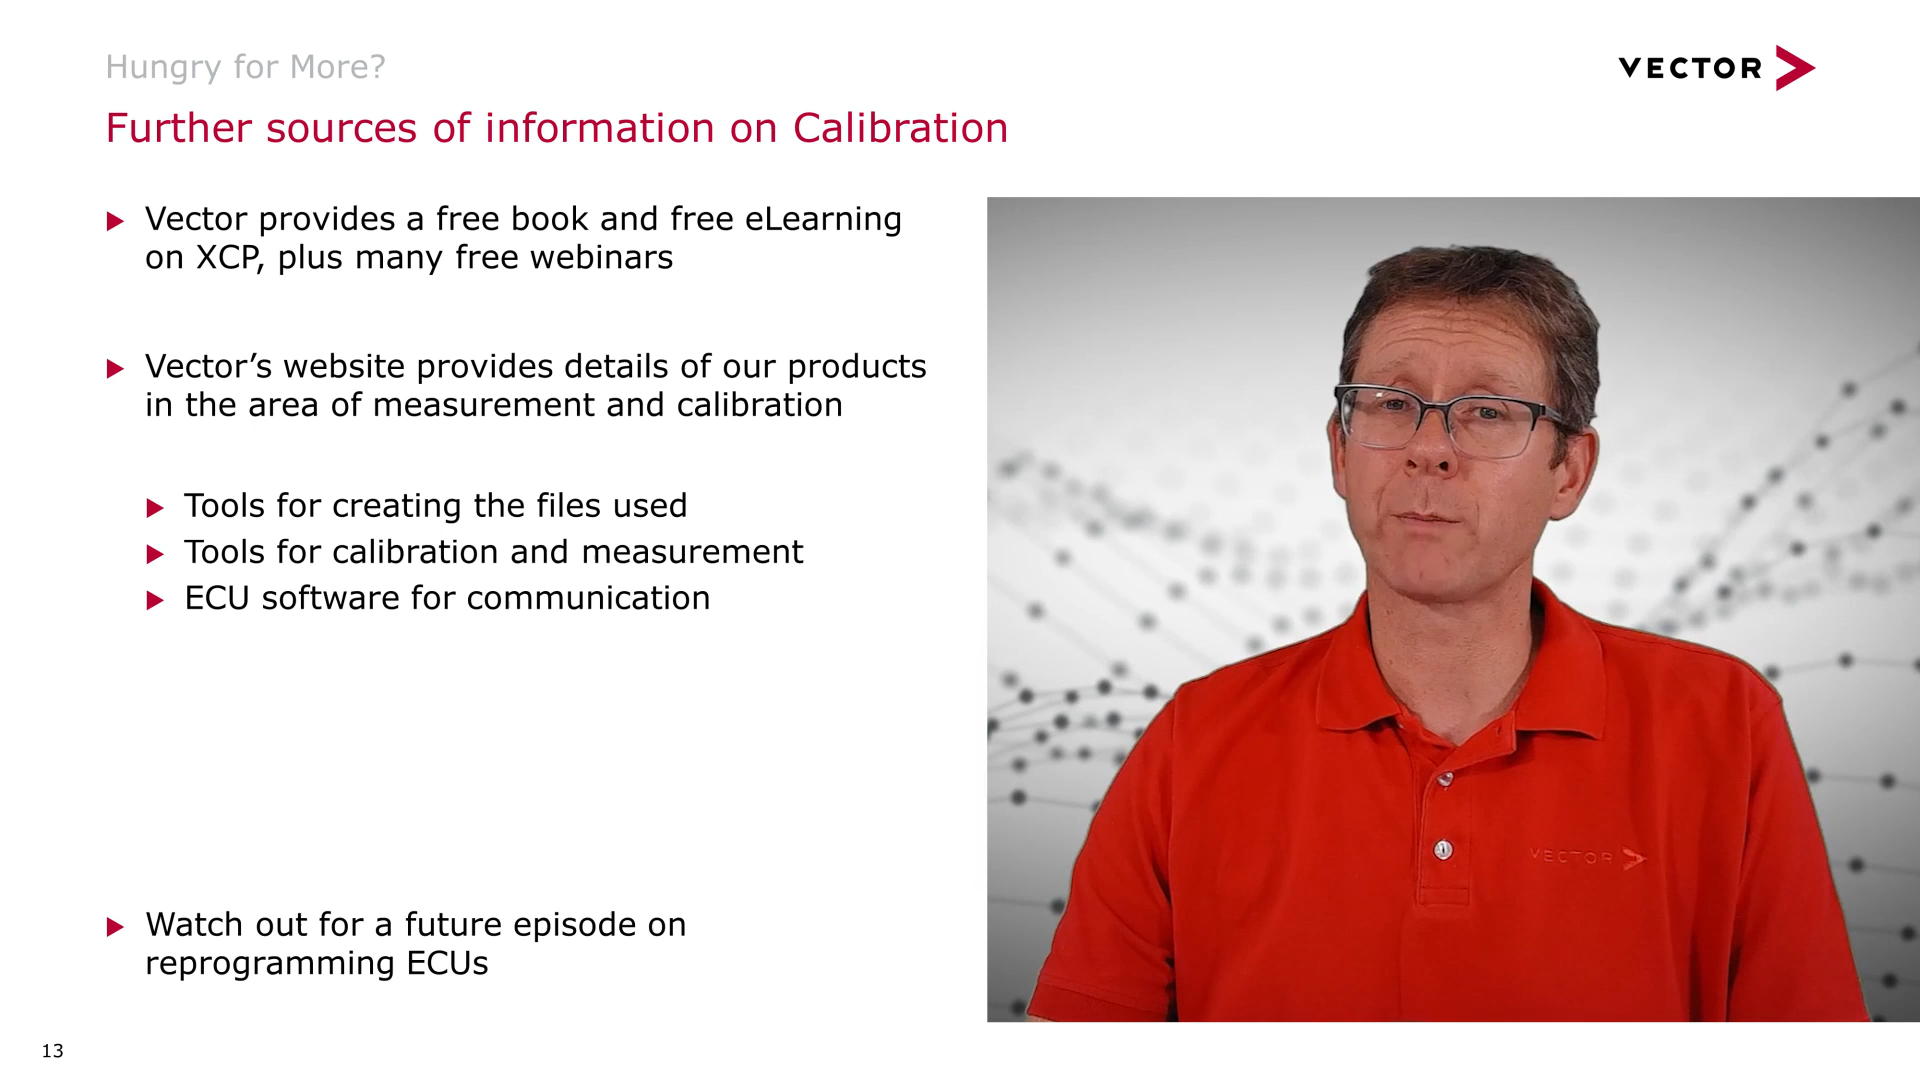 Hungry for More?
VECTOR
Further sources of information on Calibration
Vector provides a free book and free eLearning
on XCP, plus many free webinars
Vector’s website provides details of our products
in the area of measurement and calibration
Tools for creating the files used
Tools for calibration and measurement
ECU software for communication
Watch out for a future episode on
reprogramming ECUs
VECTOR
13